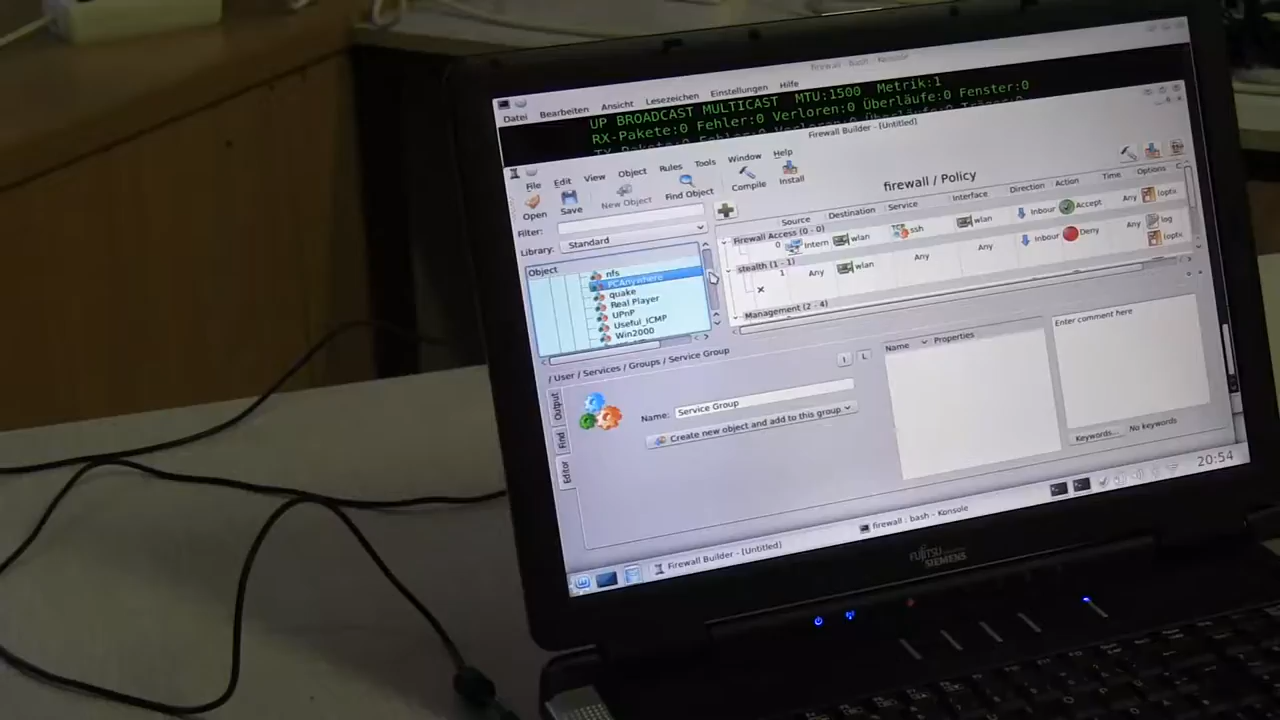 firewall : bash - Konsole
Datei Bearbeiten Ansicht Lesezeichen Einstellungen Hilfe
UP BROADCAST MULTICAST MTU:1500 Metrik:1
RX-Pakete:0 Fehler:0 Verloren:0 Überläufe:0 Fenster:0
Firewall Builder - [Untitled]
File Edit View Object Rules Tools Window Help
Open Save New Object Find Object Compile Install
firewall / Policy
Filter:
Library: Standard
Source Destination Service Interface Direction Action Time Options
Firewall Access (0 - 0)
0 Intern wlan ssh wlan Inbour Accept Any
stealth (1 - 1)
1 Any wlan Any Any Inbour Deny Any log
Management (2 - 4)
Object
nfs
PCAnywhere
quake
Real Player
UPnP
Useful_ICMP
Win2000
/ User / Services / Groups / Service Group
Output
Find
Editor
Name: Service Group
Create new object and add to this group
I L
Name Properties
Enter comment here
Keywords... No keywords
Firewall Builder - [Untitled]
firewall : bash - Konsole
20:54
FUJITSU
SIEMENS